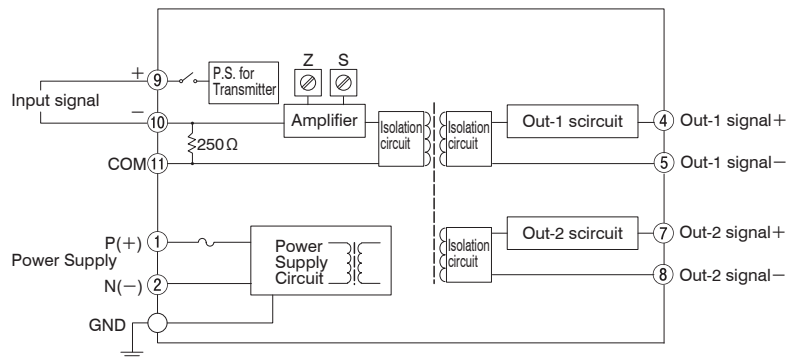 Z S
+ 9 P.S. for
Transmitter
Input signal
− 10 Amplifier
250Ω
COM 11
Isolation
circuit
Isolation
circuit
Out-1 scircuit 4 Out-1 signal+
5 Out-1 signal−
P(+) 1
Power Supply
N(−) 2
Power
Supply
Circuit
GND
Isolation
circuit
Out-2 scircuit 7 Out-2 signal+
8 Out-2 signal−